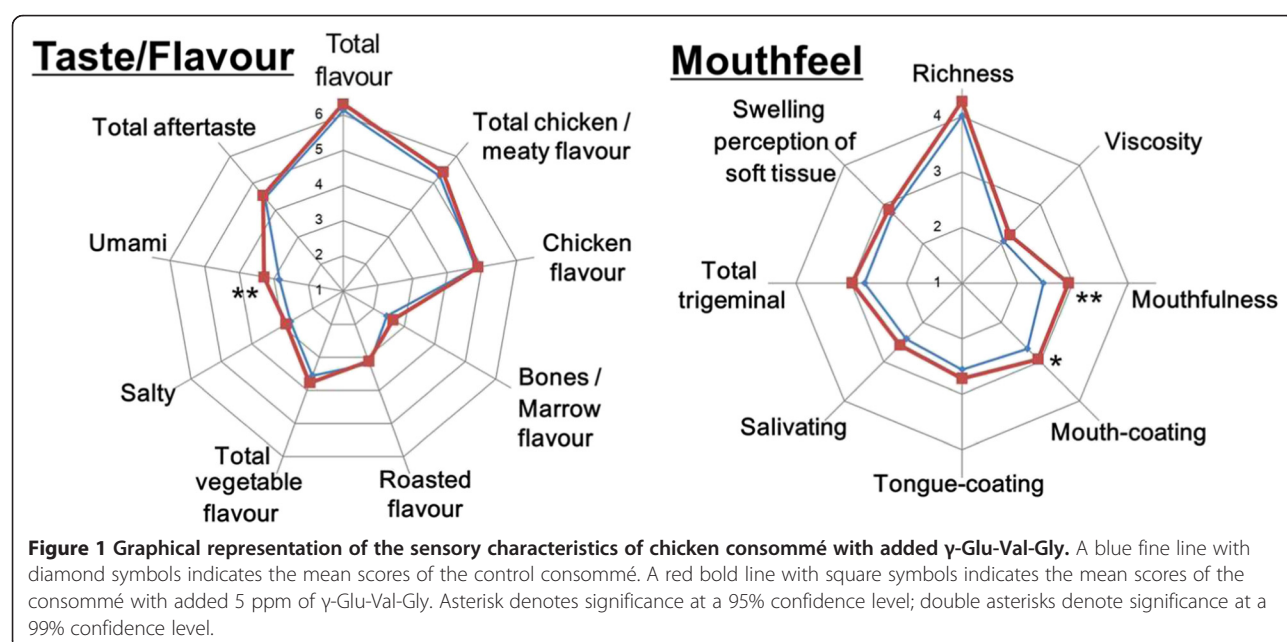 Taste/Flavour
Total
flavour
Total chicken /
meaty flavour
Chicken
flavour
Bones /
Marrow
flavour
Roasted
flavour
Total
vegetable
flavour
Salty
Umami
**
Total aftertaste
6
5
4
3
2
1
Mouthfeel
Richness
Viscosity
Mouthfulness
**
Mouth-coating
*
Tongue-coating
Salivating
Total
trigeminal
Swelling
perception of
soft tissue
4
3
2
1
Figure 1 Graphical representation of the sensory characteristics of chicken consommé with added γ-Glu-Val-Gly. A blue fine line with
diamond symbols indicates the mean scores of the control consommé. A red bold line with square symbols indicates the mean scores of the
consommé with added 5 ppm of γ-Glu-Val-Gly. Asterisk denotes significance at a 95% confidence level; double asterisks denote significance at a
99% confidence level.